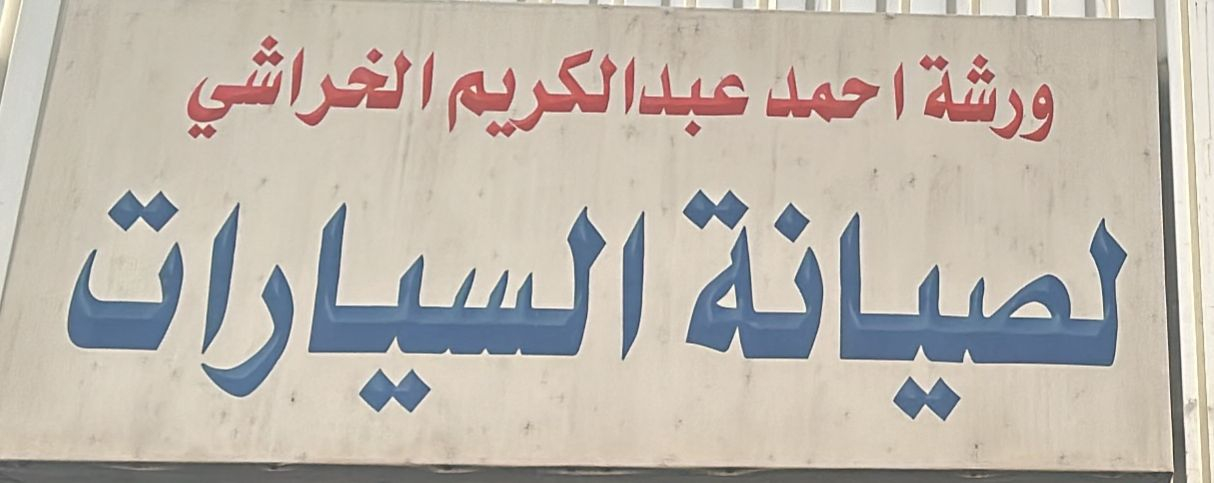 ورشة احمد عبدالكريم الخراشي
لصيانة السيارات